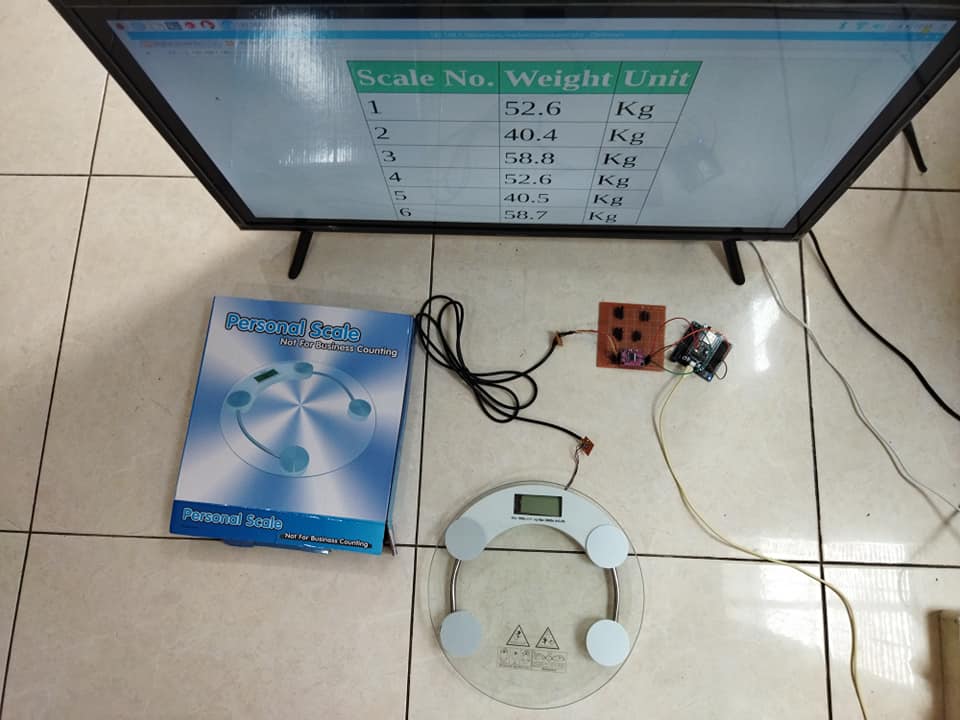 Scale No. Weight Unit
1 52.6 Kg
2 40.4 Kg
3 58.8 Kg
4 52.6 Kg
5 40.5 Kg
6 58.7 Kg
Personal Scale
Not For Business Counting
Personal Scale
Not For Business Counting